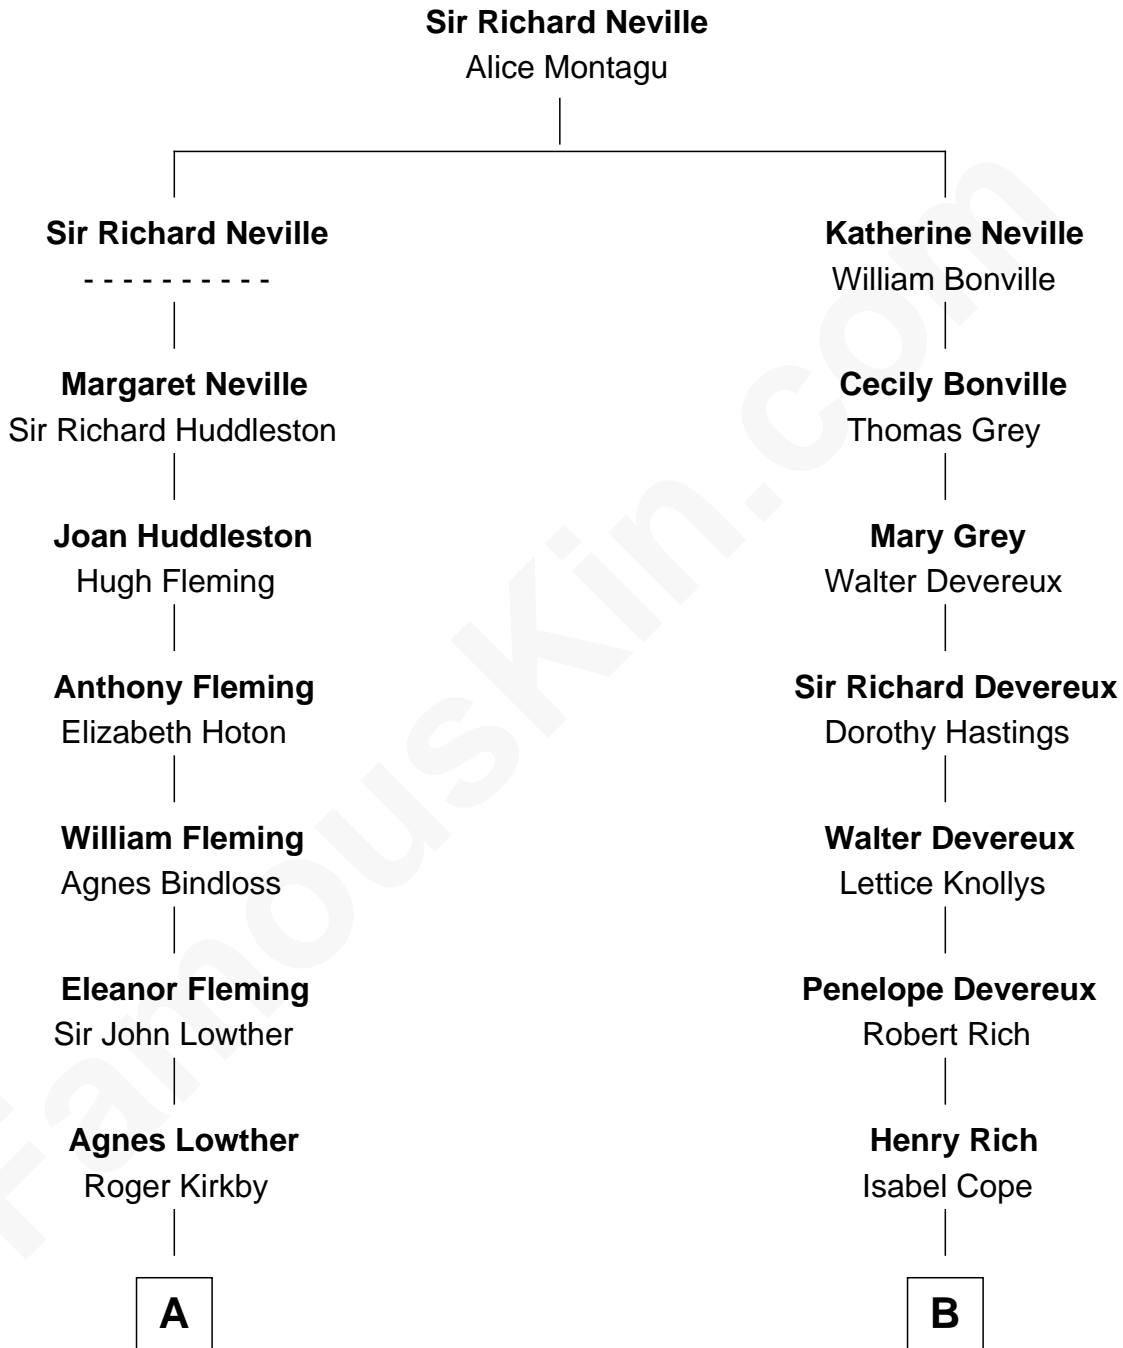 Sir Richard Neville
Alice Montagu
Sir Richard Neville
- - - - - - - - - -
Katherine Neville
William Bonville
Margaret Neville
Sir Richard Huddleston
Cecily Bonville
Thomas Grey
Joan Huddleston
Hugh Fleming
Mary Grey
Walter Devereux
Anthony Fleming
Elizabeth Hoton
Sir Richard Devereux
Dorothy Hastings
William Fleming
Agnes Bindloss
Walter Devereux
Lettice Knollys
Eleanor Fleming
Sir John Lowther
Penelope Devereux
Robert Rich
Agnes Lowther
Roger Kirkby
Henry Rich
Isabel Cope
A
B
FamousKin.com